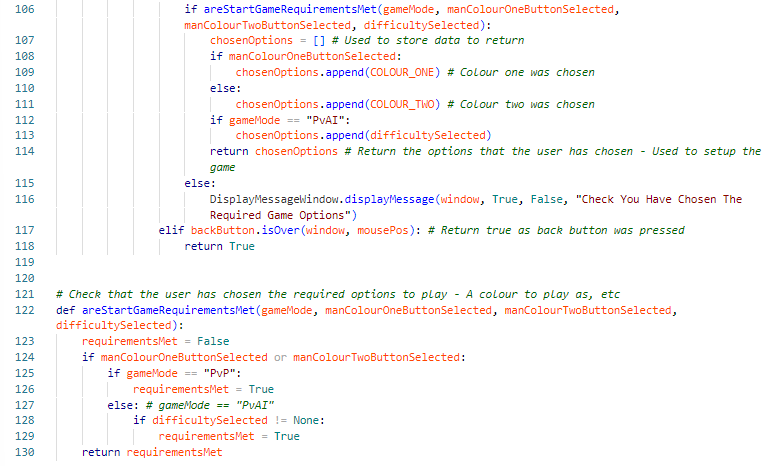 106 if areStartGameRequirementsMet(gameMode, manColourOneButtonSelected,
manColourTwoButtonSelected, difficultySelected):
107 chosenOptions = [] # Used to store data to return
108 if manColourOneButtonSelected:
109 chosenOptions.append(COLOUR_ONE) # Colour one was chosen
110 else:
111 chosenOptions.append(COLOUR_TWO) # Colour two was chosen
112 if gameMode == "PvAI":
113 chosenOptions.append(difficultySelected)
114 return chosenOptions # Return the options that the user has chosen - Used to setup the
game
115 else:
116 DisplayMessageWindow.displayMessage(window, True, False, "Check You Have Chosen The
Required Game Options")
117 elif backButton.isOver(window, mousePos): # Return true as back button was pressed
118 return True
119
120
121 # Check that the user has chosen the required options to play - A colour to play as, etc
122 def areStartGameRequirementsMet(gameMode, manColourOneButtonSelected, manColourTwoButtonSelected,
difficultySelected):
123 requirementsMet = False
124 if manColourOneButtonSelected or manColourTwoButtonSelected:
125 if gameMode == "PvP":
126 requirementsMet = True
127 else: # gameMode == "PvAI"
128 if difficultySelected != None:
129 requirementsMet = True
130 return requirementsMet